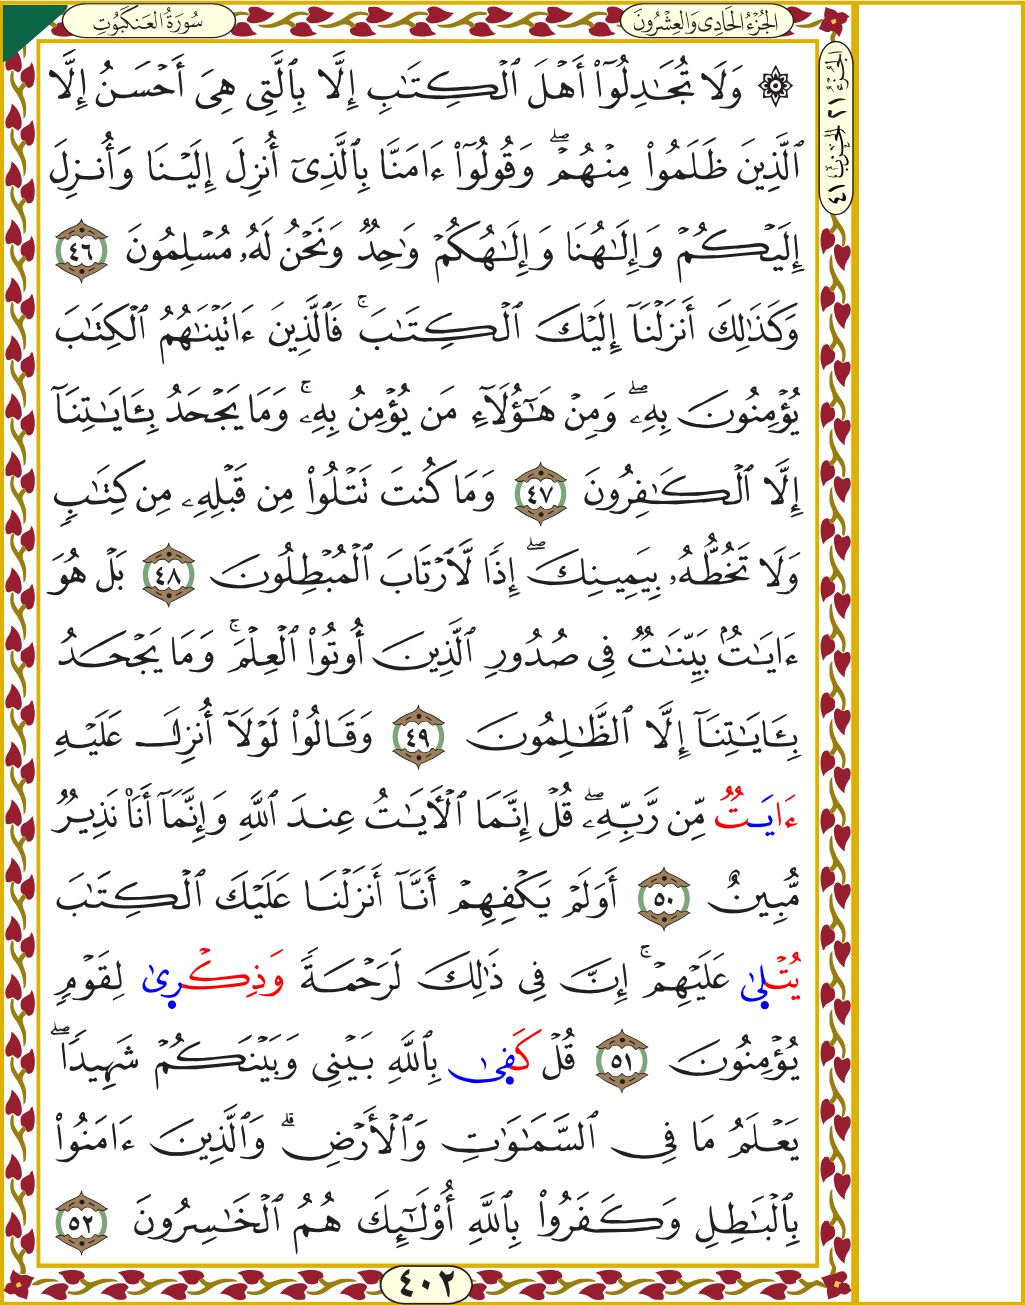 سُورَةُ العَنكَبُوتِ
الجُزْءُ الحَادِى وَالعِشْرُونَ
الجُزْءُ ٢١ الحِزْبُ ٤١
۞ وَلَا تُجَٰدِلُوٓا۟ أَهْلَ ٱلْكِتَٰبِ إِلَّا بِٱلَّتِى هِىَ أَحْسَنُ إِلَّا
ٱلَّذِينَ ظَلَمُوا۟ مِنْهُمْۖ وَقُولُوٓا۟ ءَامَنَّا بِٱلَّذِىٓ أُنزِلَ إِلَيْنَا وَأُنزِلَ
إِلَيْكُمْ وَإِلَٰهُنَا وَإِلَٰهُكُمْ وَٰحِدٌ وَنَحْنُ لَهُۥ مُسْلِمُونَ ٤٦
وَكَذَٰلِكَ أَنزَلْنَآ إِلَيْكَ ٱلْكِتَٰبَۚ فَٱلَّذِينَ ءَاتَيْنَٰهُمُ ٱلْكِتَٰبَ
يُؤْمِنُونَ بِهِۦۖ وَمِنْ هَٰٓؤُلَآءِ مَن يُؤْمِنُ بِهِۦۚ وَمَا يَجْحَدُ بِـَٔايَٰتِنَآ
إِلَّا ٱلْكَٰفِرُونَ ٤٧ وَمَا كُنتَ تَتْلُوا۟ مِن قَبْلِهِۦ مِن كِتَٰبٍ
وَلَا تَخُطُّهُۥ بِيَمِينِكَۖ إِذًا لَّٱرْتَابَ ٱلْمُبْطِلُونَ ٤٨ بَلْ هُوَ
ءَايَٰتٌۢ بَيِّنَٰتٌ فِى صُدُورِ ٱلَّذِينَ أُوتُوا۟ ٱلْعِلْمَۚ وَمَا يَجْحَدُ
بِـَٔايَٰتِنَآ إِلَّا ٱلظَّٰلِمُونَ ٤٩ وَقَالُوا۟ لَوْلَآ أُنزِلَ عَلَيْهِ
ءَايَتٌ مِّن رَّبِّهِۦۖ قُلْ إِنَّمَا ٱلْأَيَٰتُ عِندَ ٱللَّهِ وَإِنَّمَآ أَنَا۠ نَذِيرٌ
مُّبِينٌ ٥٠ أَوَلَمْ يَكْفِهِمْ أَنَّآ أَنزَلْنَا عَلَيْكَ ٱلْكِتَٰبَ
يُتْلَىٰ عَلَيْهِمْۚ إِنَّ فِى ذَٰلِكَ لَرَحْمَةً وَذِكْرِىٰ لِقَوْمٍ
يُؤْمِنُونَ ٥١ قُلْ كَفَىٰ بِٱللَّهِ بَيْنِى وَبَيْنَكُمْ شَهِيدًاۖ
يَعْلَمُ مَا فِى ٱلسَّمَٰوَٰتِ وَٱلْأَرْضِۗ وَٱلَّذِينَ ءَامَنُوا۟
بِٱلْبَٰطِلِ وَكَفَرُوا۟ بِٱللَّهِ أُو۟لَٰٓئِكَ هُمُ ٱلْخَٰسِرُونَ ٥٢
٤٠٢